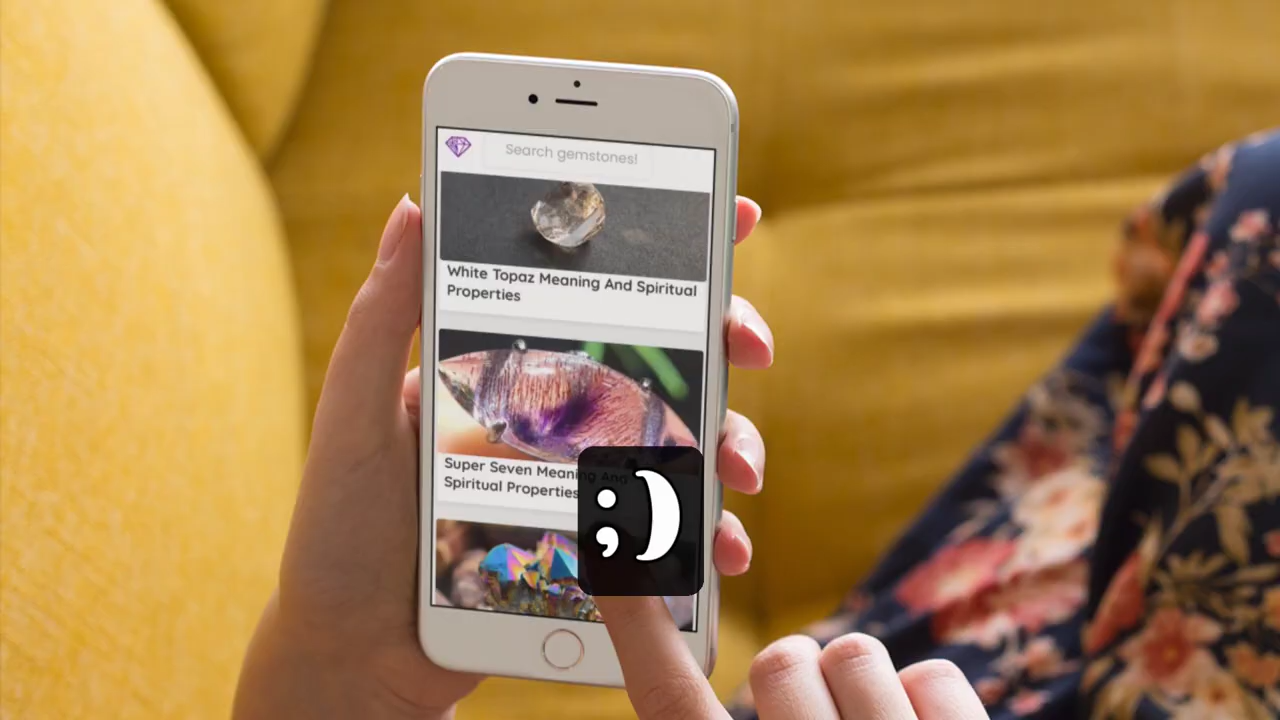 Search gemstones!
White Topaz Meaning And Spiritual
Properties
Super Seven Meaning And
Spiritual Properties
;)